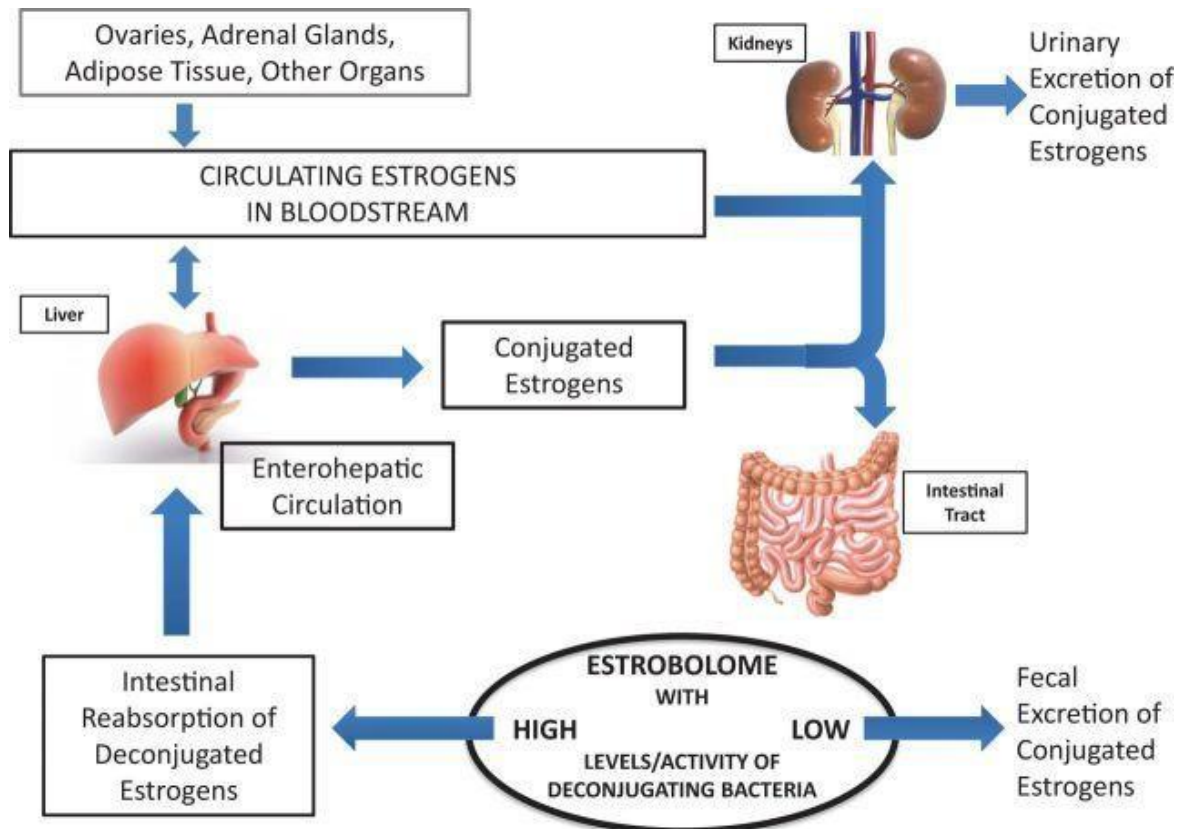 Ovaries, Adrenal Glands,
Adipose Tissue, Other Organs
Kidneys
Urinary
Excretion of
Conjugated
Estrogens
CIRCULATING ESTROGENS
IN BLOODSTREAM
Liver
Conjugated
Estrogens
Enterohepatic
Circulation
Intestinal
Tract
Intestinal
Reabsorption of
Deconjugated
Estrogens
ESTROBOLOME
WITH
HIGH LOW
LEVELS/ACTIVITY OF
DECONJUGATING BACTERIA
Fecal
Excretion of
Conjugated
Estrogens